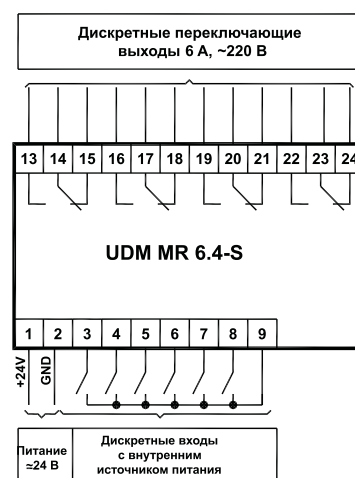 Дискретные переключающие
выходы 6 А, ~220 В
13 14 15 16 17 18 19 20 21 22 23 24
UDM MR 6.4-S
1 2 3 4 5 6 7 8 9
+24V
GND
Питание
≂24 В
Дискретные входы
с внутренним
источником питания